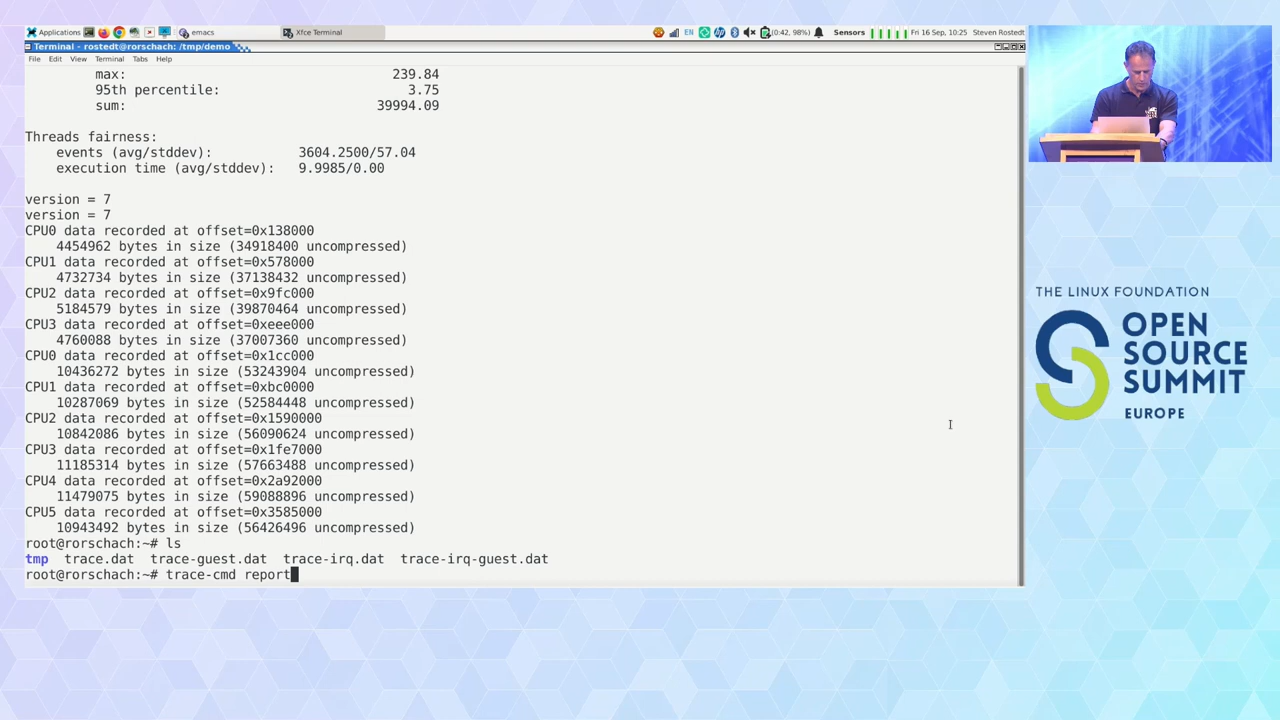 Applications
emacs
Xfce Terminal
EN
(0:42, 98%)
Sensors
Fri 16 Sep, 10:25
Steven Rostedt
Terminal - rostedt@rorschach: /tmp/demo
File Edit View Terminal Tabs Help
max: 239.84
95th percentile: 3.75
sum: 39994.09
Threads fairness:
events (avg/stddev): 3604.2500/57.04
execution time (avg/stddev): 9.9985/0.00
version = 7
version = 7
CPU0 data recorded at offset=0x138000
4454962 bytes in size (34918400 uncompressed)
CPU1 data recorded at offset=0x578000
4732734 bytes in size (37138432 uncompressed)
CPU2 data recorded at offset=0x9fc000
5184579 bytes in size (39870464 uncompressed)
CPU3 data recorded at offset=0xeee000
4760088 bytes in size (37007360 uncompressed)
CPU0 data recorded at offset=0x1cc000
10436272 bytes in size (53243904 uncompressed)
CPU1 data recorded at offset=0xbc0000
10287069 bytes in size (52584448 uncompressed)
CPU2 data recorded at offset=0x1590000
10842086 bytes in size (56090624 uncompressed)
CPU3 data recorded at offset=0x1fe7000
11185314 bytes in size (57663488 uncompressed)
CPU4 data recorded at offset=0x2a92000
11479075 bytes in size (59088896 uncompressed)
CPU5 data recorded at offset=0x3585000
10943492 bytes in size (56426496 uncompressed)
root@rorschach:~# ls
tmp trace.dat trace-guest.dat trace-irq.dat trace-irq-guest.dat
root@rorschach:~# trace-cmd report
THE LINUX FOUNDATION
OPEN
SOURCE
SUMMIT
EUROPE